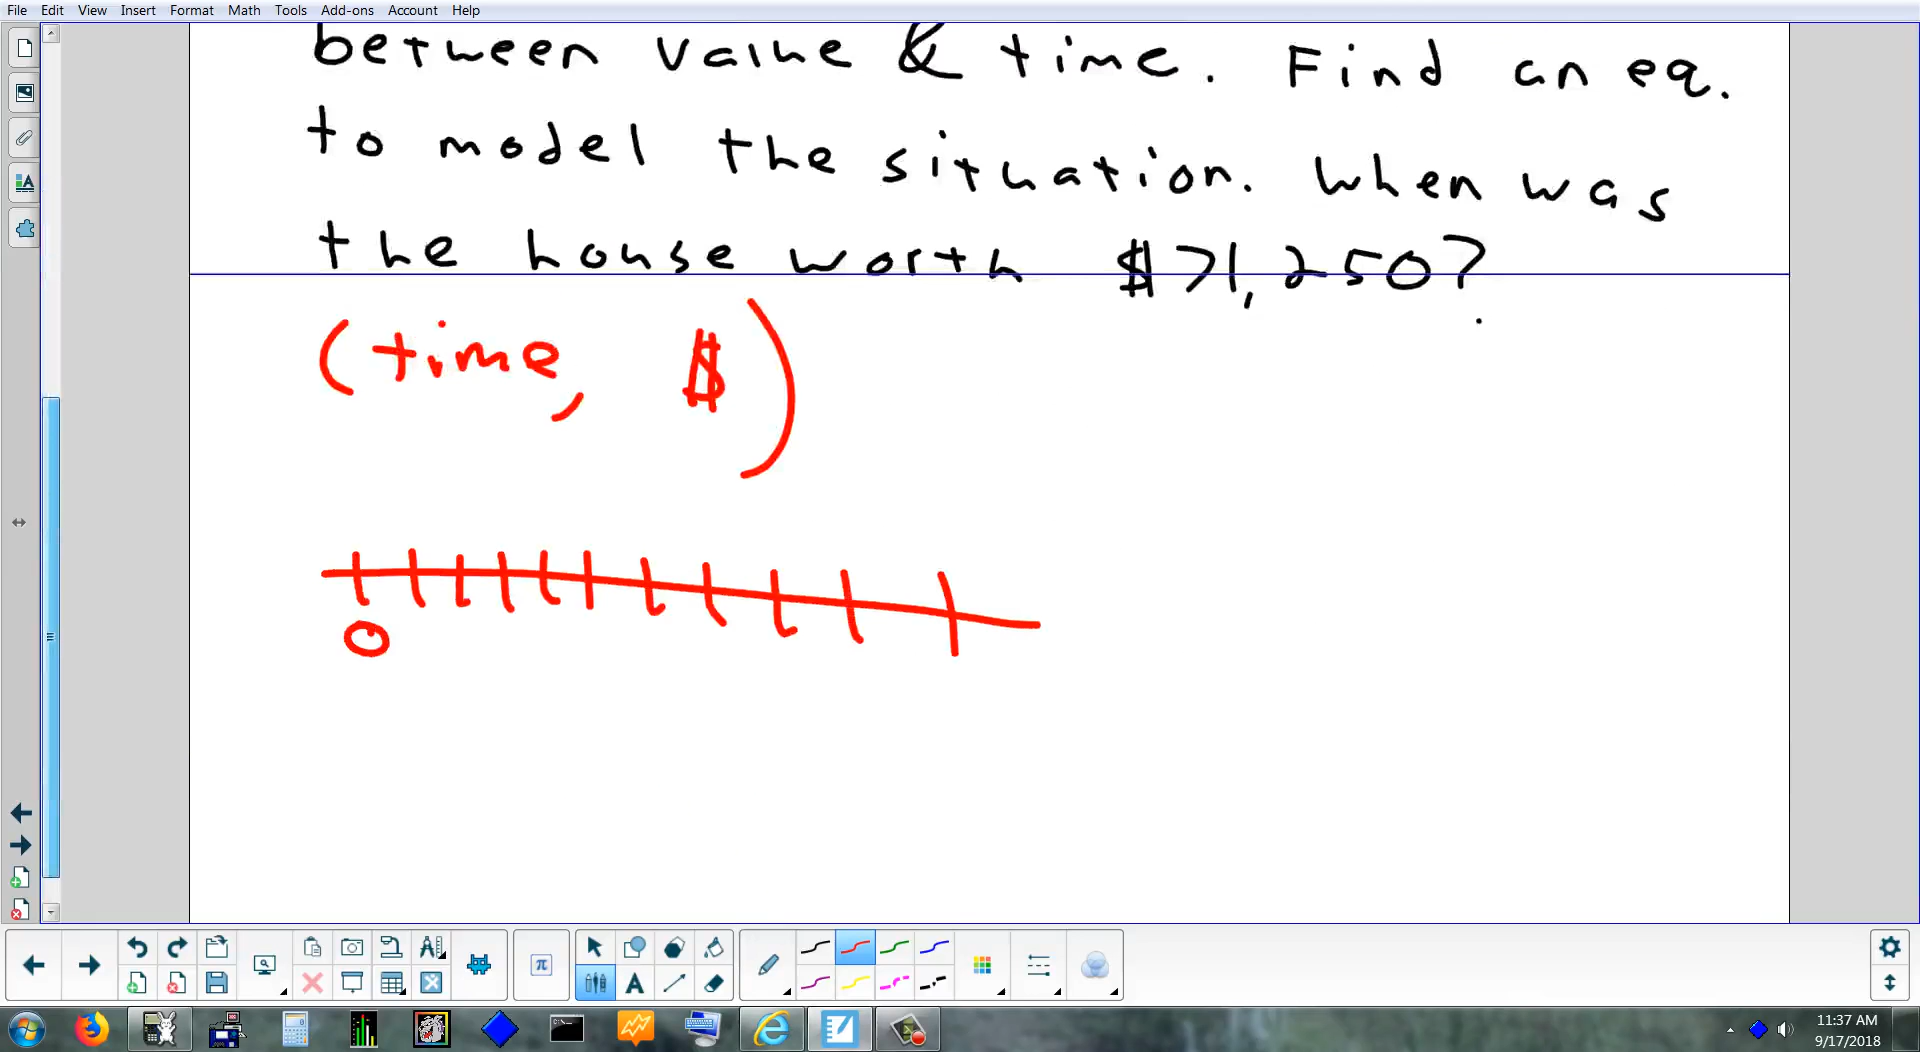 File Edit View Insert Format Math Tools Add-ons Account Help
between value & time. Find an eq.
to model the situation. When was
the house worth $71,250?
(time, $)
0
π
A
11:37 AM
9/17/2018